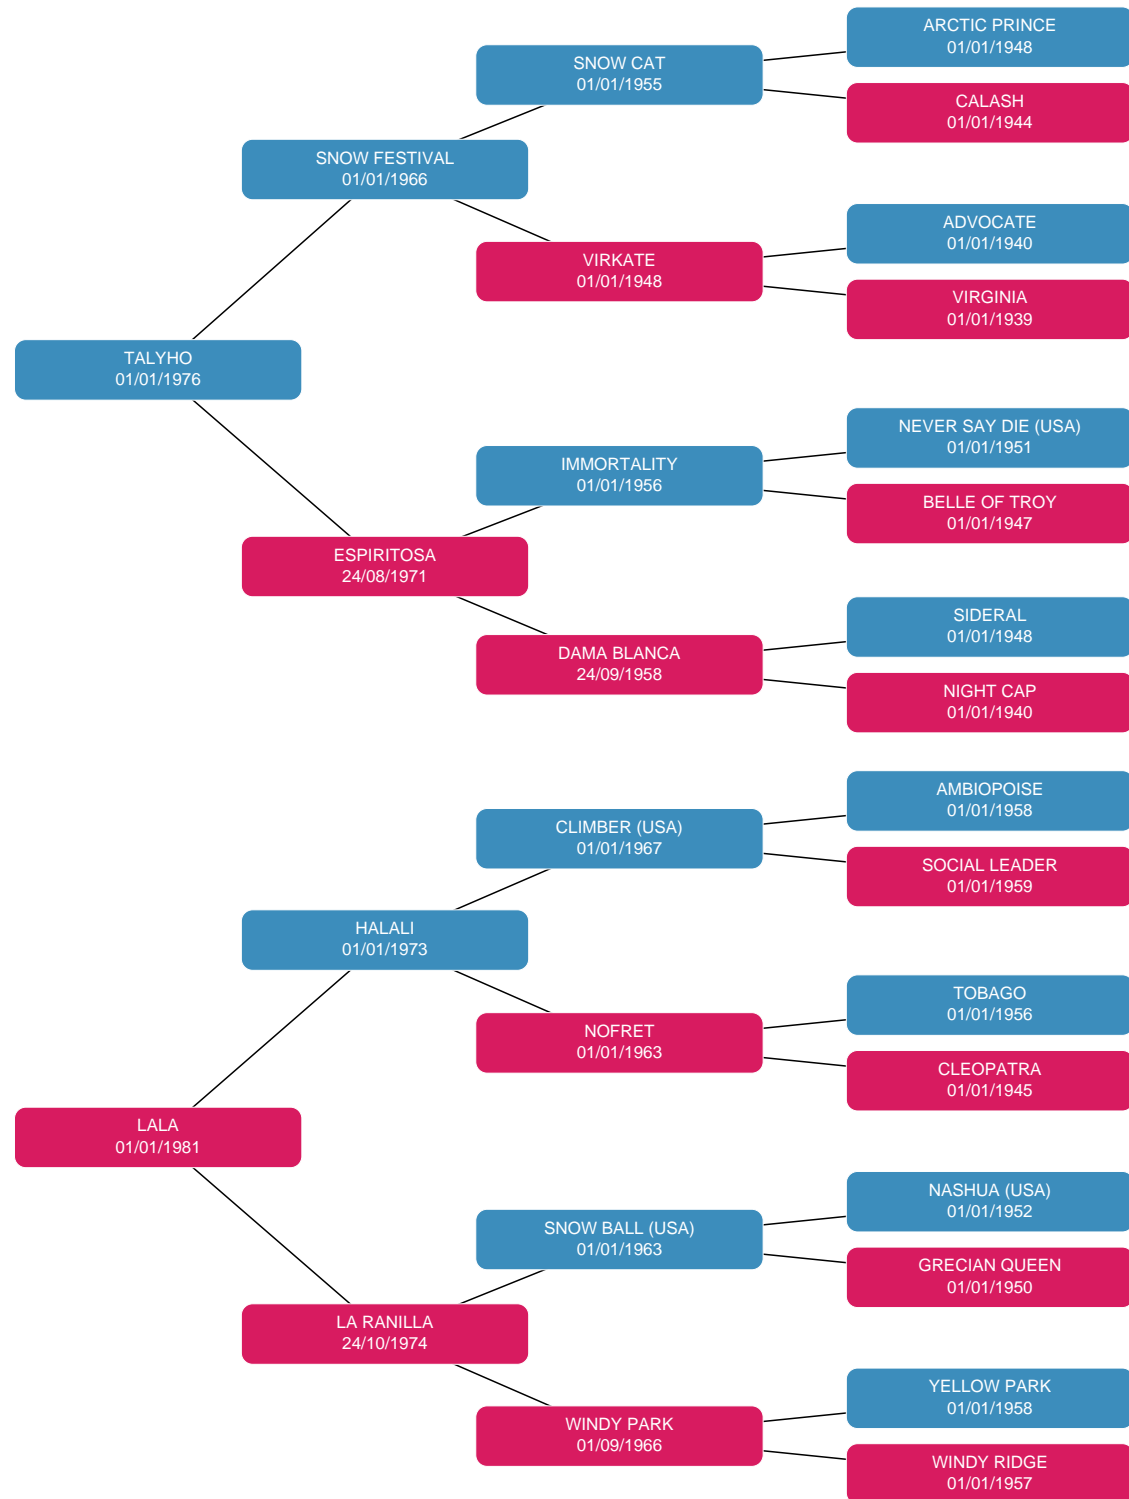 ARCTIC PRINCE
01/01/1948
SNOW CAT
01/01/1955
CALASH
01/01/1944
SNOW FESTIVAL
01/01/1966
ADVOCATE
01/01/1940
VIRKATE
01/01/1948
VIRGINIA
01/01/1939
TALYHO
01/01/1976
NEVER SAY DIE (USA)
01/01/1951
IMMORTALITY
01/01/1956
BELLE OF TROY
01/01/1947
ESPIRITOSA
24/08/1971
SIDERAL
01/01/1948
DAMA BLANCA
24/09/1958
NIGHT CAP
01/01/1940
AMBIOPOISE
01/01/1958
CLIMBER (USA)
01/01/1967
SOCIAL LEADER
01/01/1959
HALALI
01/01/1973
TOBAGO
01/01/1956
NOFRET
01/01/1963
CLEOPATRA
01/01/1945
LALA
01/01/1981
NASHUA (USA)
01/01/1952
SNOW BALL (USA)
01/01/1963
GRECIAN QUEEN
01/01/1950
LA RANILLA
24/10/1974
YELLOW PARK
01/01/1958
WINDY PARK
01/09/1966
WINDY RIDGE
01/01/1957